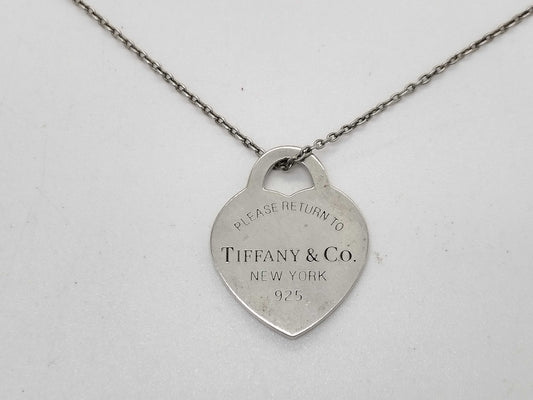 PLEASE RETURN TO
TIFFANY & CO.
NEW YORK
925